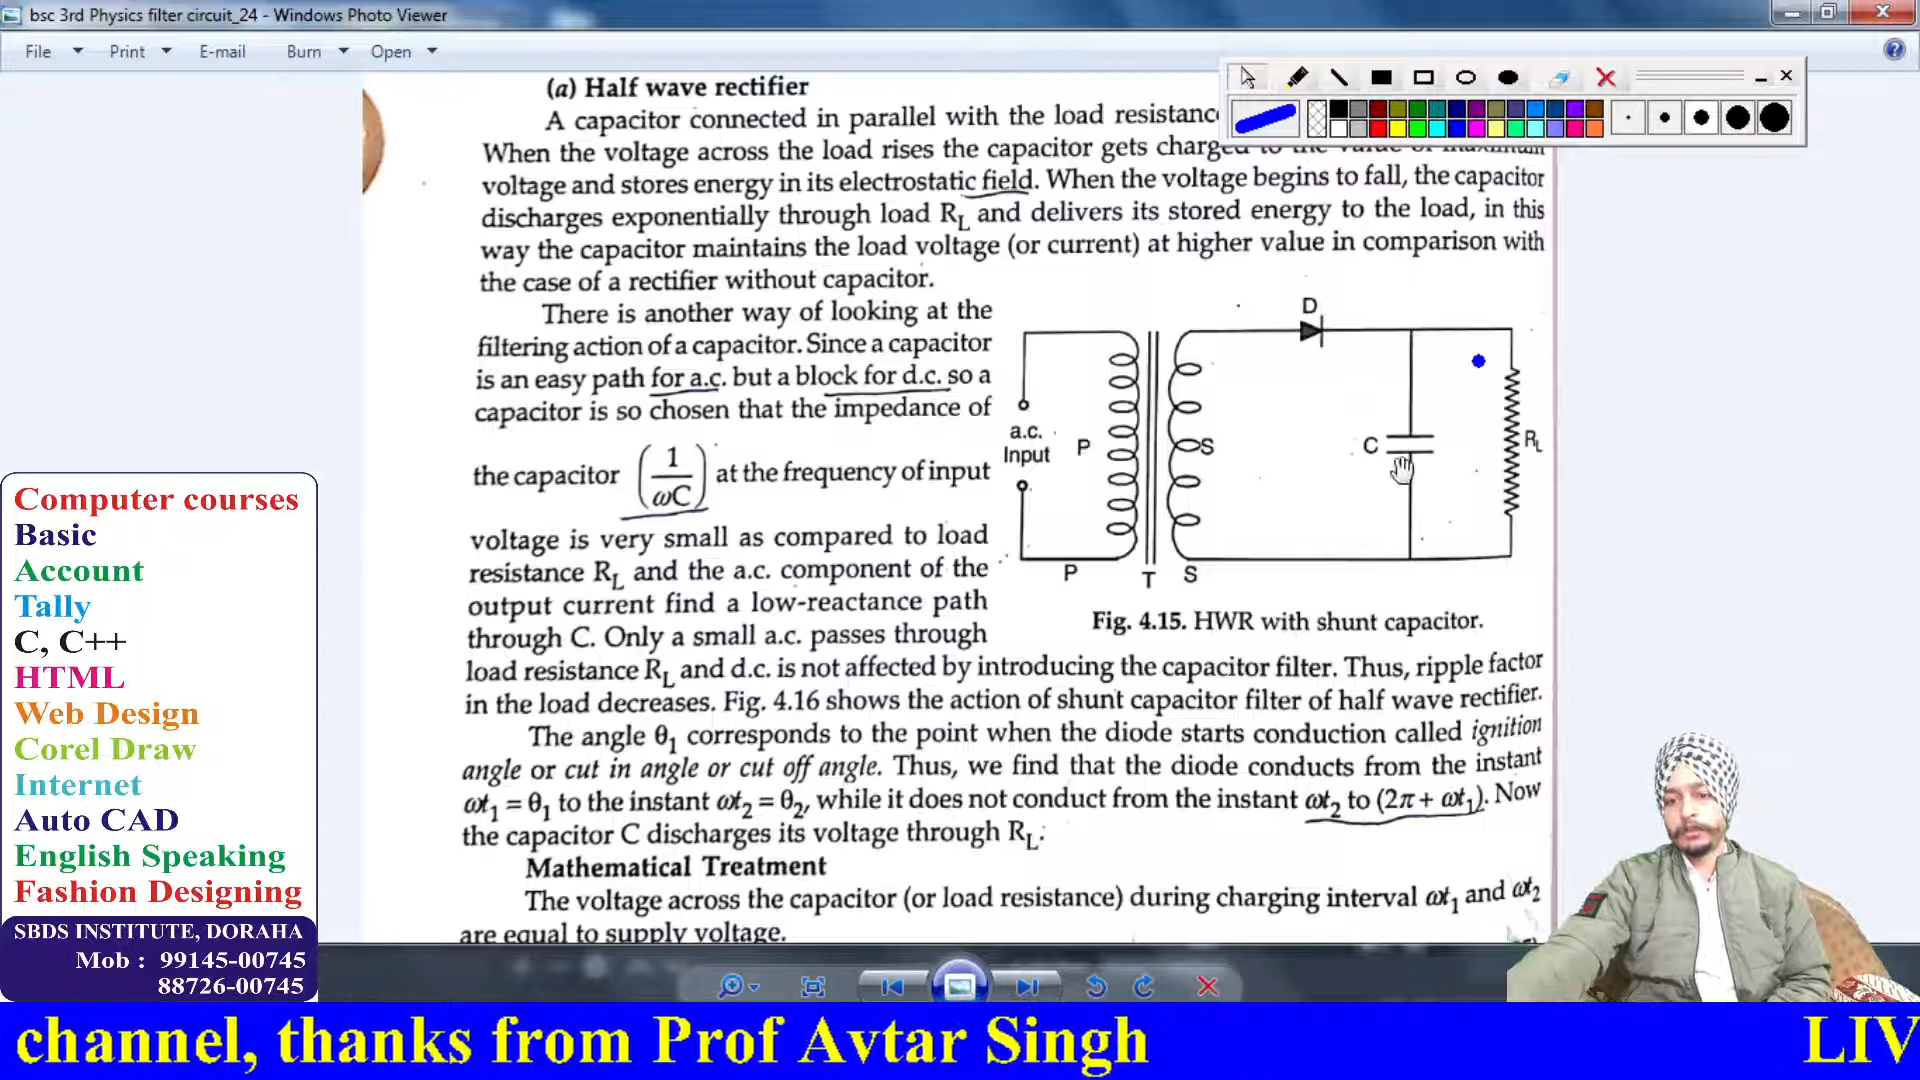 bsc 3rd Physics filter circuit_24 - Windows Photo Viewer
File Print E-mail Burn Open
(a) Half wave rectifier
A capacitor connected in parallel with the load resistance
When the voltage across the load rises the capacitor gets charged to the value of maximum
voltage and stores energy in its electrostatic field. When the voltage begins to fall, the capacitor
discharges exponentially through load R_L and delivers its stored energy to the load, in this
way the capacitor maintains the load voltage (or current) at higher value in comparison with
the case of a rectifier without capacitor.
There is another way of looking at the
filtering action of a capacitor. Since a capacitor
is an easy path for a.c. but a block for d.c. so a
capacitor is so chosen that the impedance of
the capacitor (1/ωC) at the frequency of input
voltage is very small as compared to load
resistance R_L and the a.c. component of the
output current find a low-reactance path
through C. Only a small a.c. passes through
D
a.c.
Input
P
S
C
R_L
P
T
S
Fig. 4.15. HWR with shunt capacitor.
load resistance R_L and d.c. is not affected by introducing the capacitor filter. Thus, ripple factor
in the load decreases. Fig. 4.16 shows the action of shunt capacitor filter of half wave rectifier.
The angle θ₁ corresponds to the point when the diode starts conduction called ignition
angle or cut in angle or cut off angle. Thus, we find that the diode conducts from the instant
ωt₁ = θ₁ to the instant ωt₂ = θ₂, while it does not conduct from the instant ωt₂ to (2π + ωt₁). Now
the capacitor C discharges its voltage through R_L.
Mathematical Treatment
The voltage across the capacitor (or load resistance) during charging interval ωt₁ and ωt₂
are equal to supply voltage.
Computer courses
Basic
Account
Tally
C, C++
HTML
Web Design
Corel Draw
Internet
Auto CAD
English Speaking
Fashion Designing
SBDS INSTITUTE, DORAHA
Mob : 99145-00745
88726-00745
channel, thanks from Prof Avtar Singh
LIV